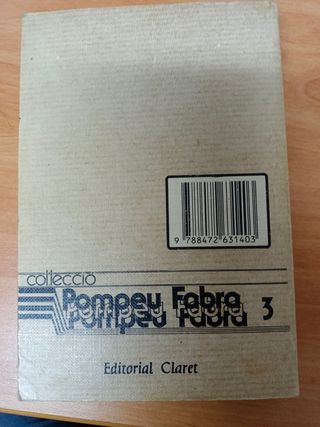 9 788472 631403
col·lecció
Pompeu Fabra 3
Pompeu Fabra
Editorial Claret